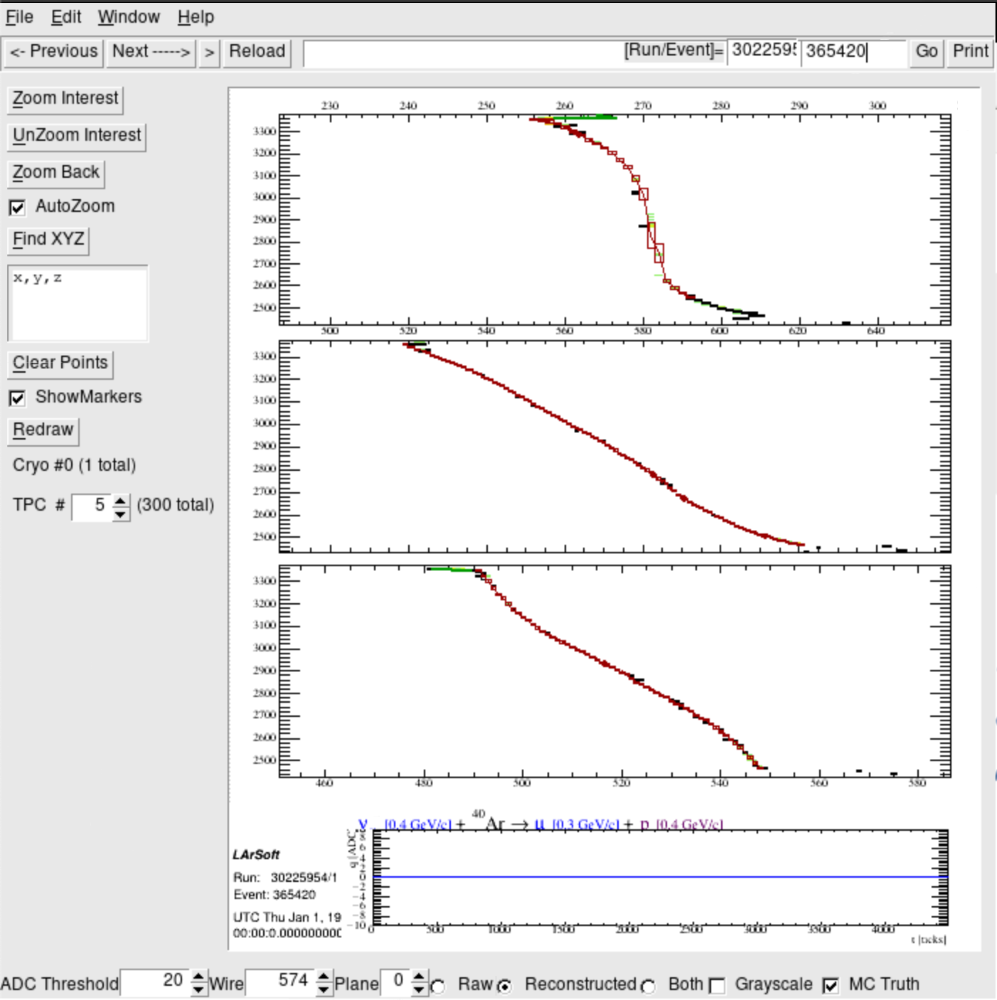 File Edit Window Help
<- Previous Next -----> > Reload [Run/Event]= 3022595 365420 Go Print
Zoom Interest
UnZoom Interest
Zoom Back
AutoZoom
Find XYZ
x,y,z
Clear Points
ShowMarkers
Redraw
Cryo #0 (1 total)
TPC # 5 (300 total)
230 240 250 260 270 280 290 300
3300
3200
3100
3000
2900
2800
2700
2600
2500
500 520 540 560 580 600 620 640
3300
3200
3100
3000
2900
2800
2700
2600
2500
3300
3200
3100
3000
2900
2800
2700
2600
2500
460 480 500 520 540 560 580
ν [0.4 GeV/c] + 40Ar → μ [0.3 GeV/c] + p [0.4 GeV/c]
q [ADC]
4
2
0
−2
−4
−6
−8
−10
0 500 1000 1500 2000 2500 3000 3500 4000
t [ticks]
LArSoft
Run: 30225954/1
Event: 365420
UTC Thu Jan 1, 19
00:00:0.000000000
ADC Threshold 20 Wire 574 Plane 0 Raw Reconstructed Both Grayscale MC Truth